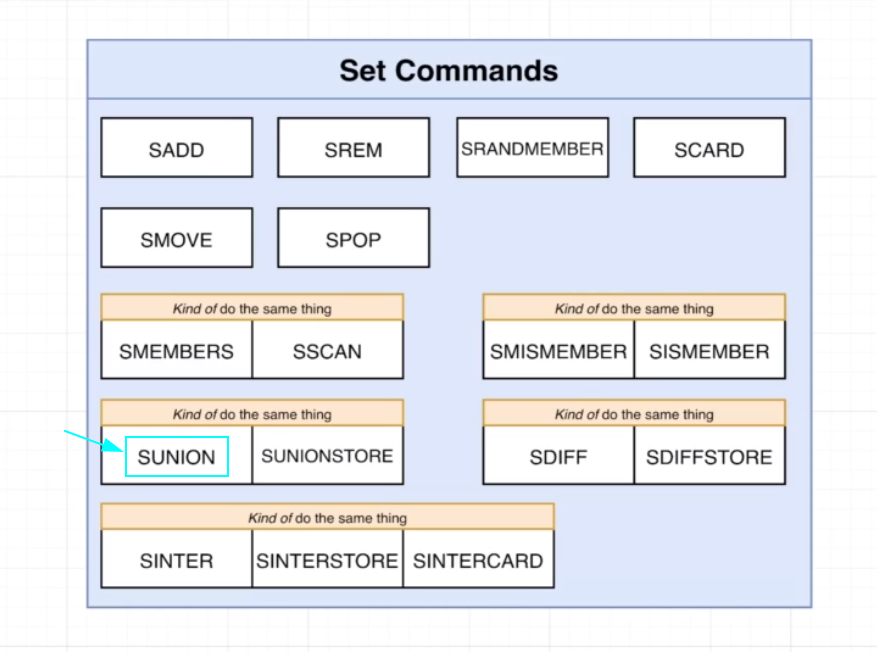 Set Commands
SADD
SREM
SRANDMEMBER
SCARD
SMOVE
SPOP
Kind of do the same thing
SMEMBERS
SSCAN
Kind of do the same thing
SMISMEMBER
SISMEMBER
Kind of do the same thing
SUNION
SUNIONSTORE
Kind of do the same thing
SDIFF
SDIFFSTORE
Kind of do the same thing
SINTER
SINTERSTORE
SINTERCARD